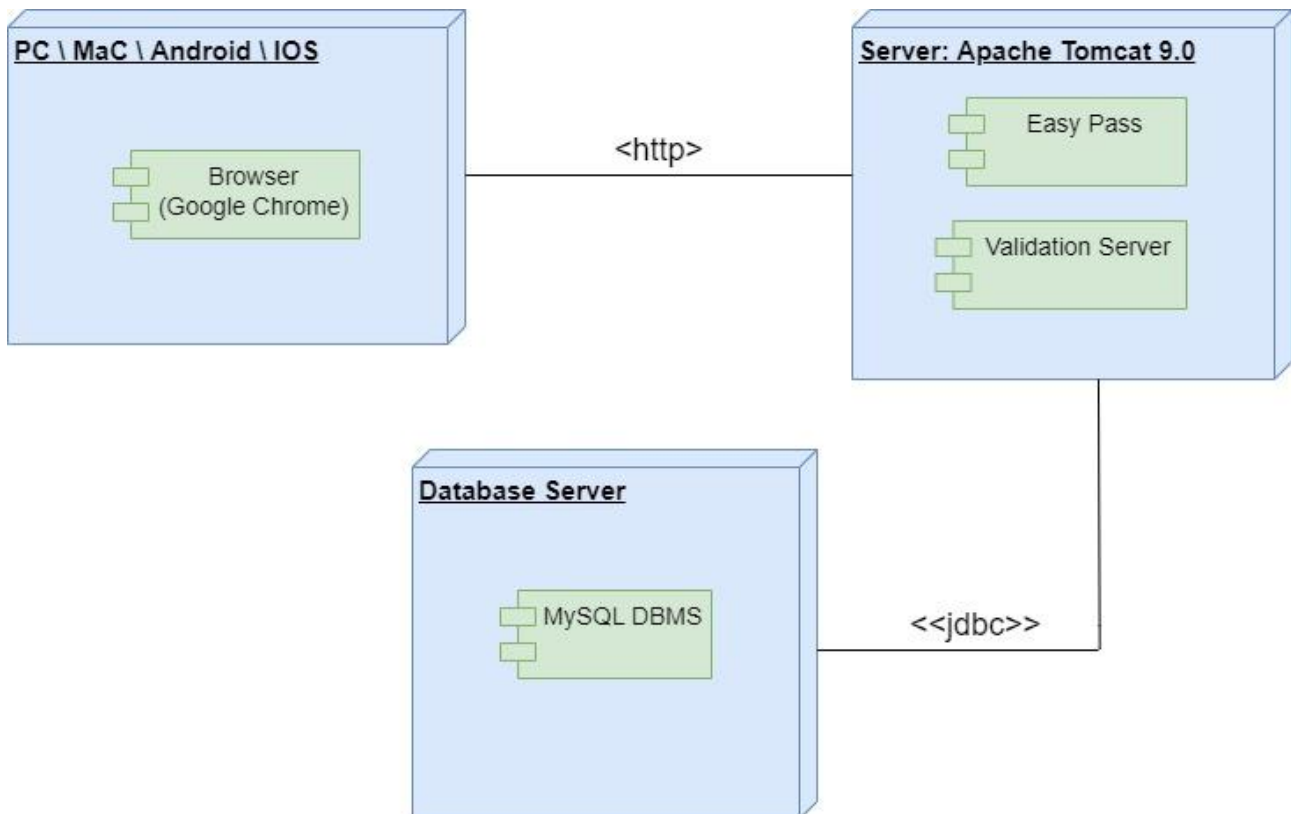 PC \ MaC \ Android \ IOS
Browser
(Google Chrome)
<http>
Server: Apache Tomcat 9.0
Easy Pass
Validation Server
Database Server
MySQL DBMS
<<jdbc>>